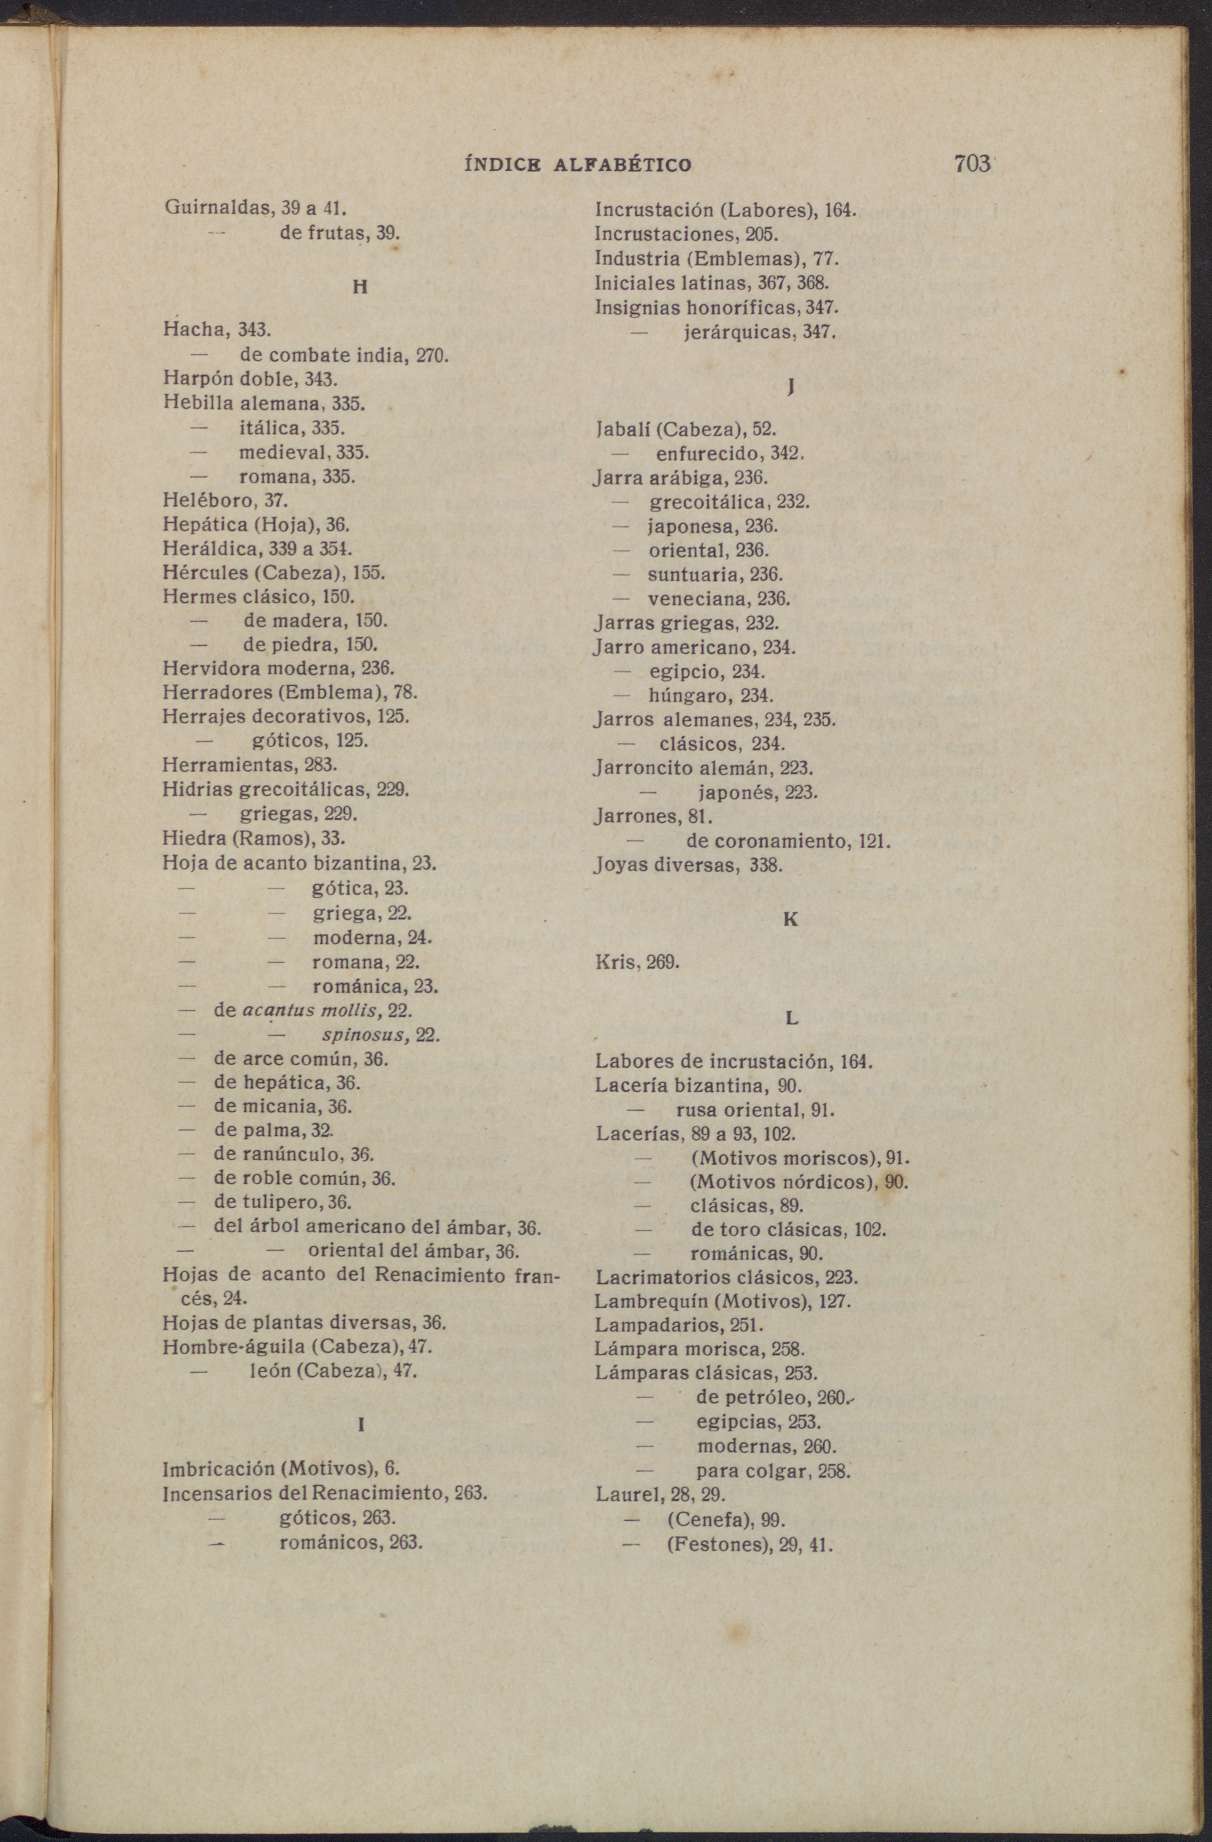 ÍNDICE ALFABÉTICO 703
Guirnaldas, 39 a 41.
— de frutas, 39.
H
Hacha, 343.
— de combate india, 270.
Harpón doble, 343.
Hebilla alemana, 335.
— itálica, 335.
— medieval, 335.
— romana, 335.
Heléboro, 37.
Hepática (Hoja), 36.
Heráldica, 339 a 354.
Hércules (Cabeza), 155.
Hermes clásico, 150.
— de madera, 150.
— de piedra, 150.
Hervidora moderna, 236.
Herradores (Emblema), 78.
Herrajes decorativos, 125.
— góticos, 125.
Herramientas, 283.
Hidrias grecoitálicas, 229.
— griegas, 229.
Hiedra (Ramos), 33.
Hoja de acanto bizantina, 23.
— — gótica, 23.
— — griega, 22.
— — moderna, 24.
— — romana, 22.
— — románica, 23.
— de acantus mollis, 22.
— — spinosus, 22.
— de arce común, 36.
— de hepática, 36.
— de micania, 36.
— de palma, 32.
— de ranúnculo, 36.
— de roble común, 36.
— de tulipero, 36.
— del árbol americano del ámbar, 36.
— — oriental del ámbar, 36.
Hojas de acanto del Renacimiento fran-
cés, 24.
Hojas de plantas diversas, 36.
Hombre-águila (Cabeza), 47.
— león (Cabeza), 47.
I
Imbricación (Motivos), 6.
Incensarios del Renacimiento, 263.
— góticos, 263.
— románicos, 263.
Incrustación (Labores), 164.
Incrustaciones, 205.
Industria (Emblemas), 77.
Iniciales latinas, 367, 368.
Insignias honoríficas, 347.
— jerárquicas, 347.
J
Jabalí (Cabeza), 52.
— enfurecido, 342.
Jarra arábiga, 236.
— grecoitálica, 232.
— japonesa, 236.
— oriental, 236.
— suntuaria, 236.
— veneciana, 236.
Jarras griegas, 232.
Jarro americano, 234.
— egipcio, 234.
— húngaro, 234.
Jarros alemanes, 234, 235.
— clásicos, 234.
Jarroncito alemán, 223.
— japonés, 223.
Jarrones, 81.
— de coronamiento, 121.
Joyas diversas, 338.
K
Kris, 269.
L
Labores de incrustación, 164.
Lacería bizantina, 90.
— rusa oriental, 91.
Lacerías, 89 a 93, 102.
— (Motivos moriscos), 91.
— (Motivos nórdicos), 90.
— clásicas, 89.
— de toro clásicas, 102.
— románicas, 90.
Lacrimatorios clásicos, 223.
Lambrequín (Motivos), 127.
Lampadarios, 251.
Lámpara morisca, 258.
Lámparas clásicas, 253.
— de petróleo, 260.
— egipcias, 253.
— modernas, 260.
— para colgar, 258.
Laurel, 28, 29.
— (Cenefa), 99.
— (Festones), 29, 41.